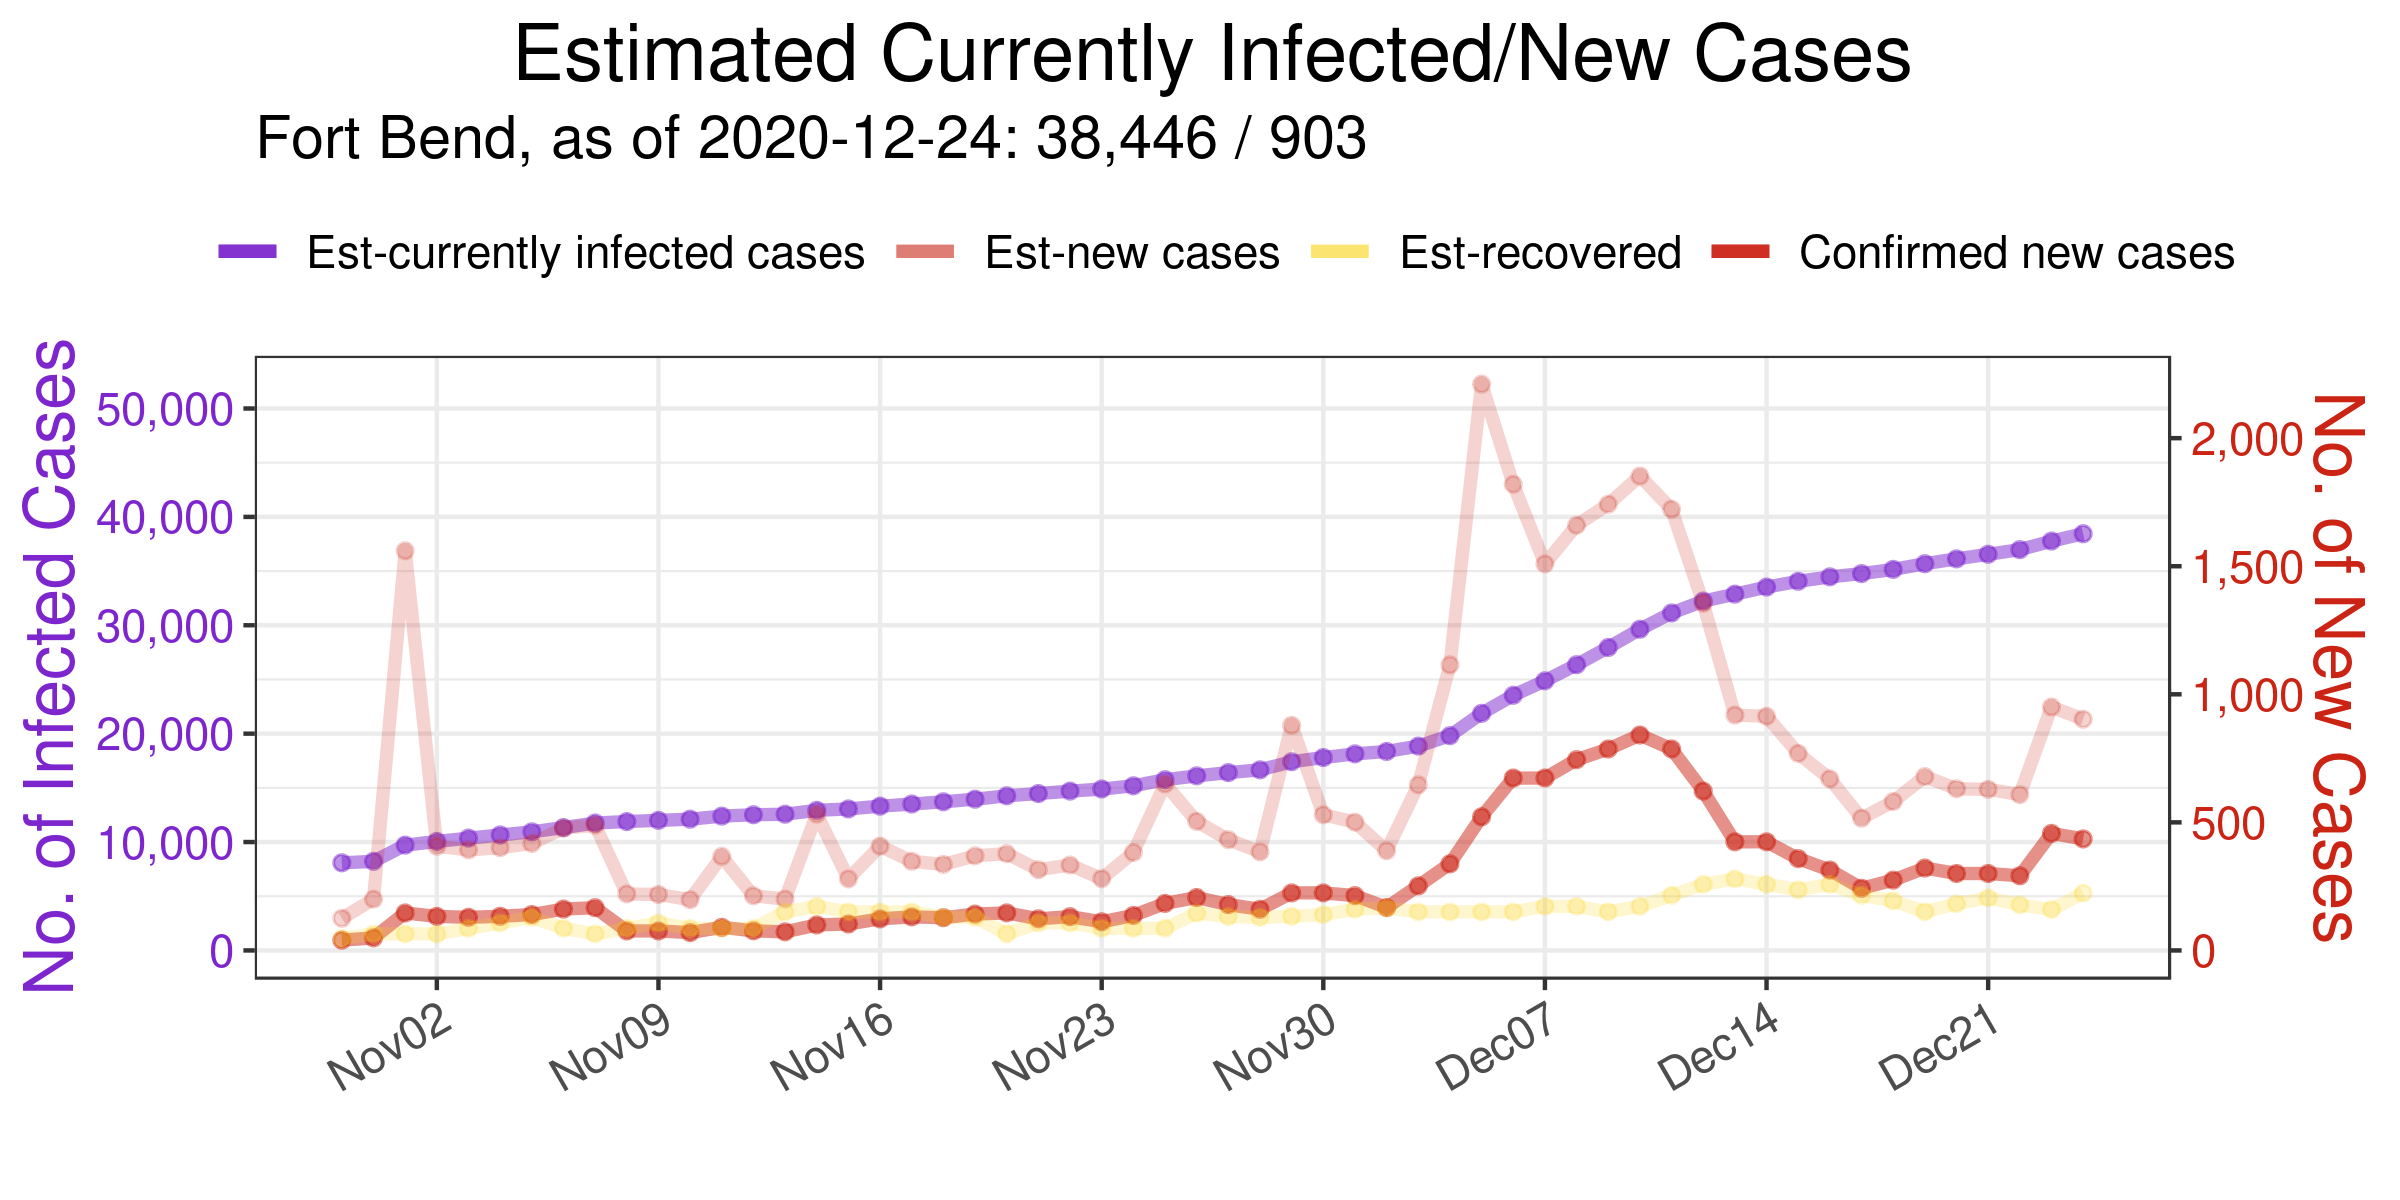 Estimated Currently Infected/New Cases
Fort Bend, as of 2020-12-24: 38,446 / 903
Est-currently infected cases Est-new cases Est-recovered Confirmed new cases
No. of Infected Cases
50,000
40,000
30,000
20,000
10,000
0
2,000
1,500
1,000
500
0
No. of New Cases
Nov02 Nov09 Nov16 Nov23 Nov30 Dec07 Dec14 Dec21